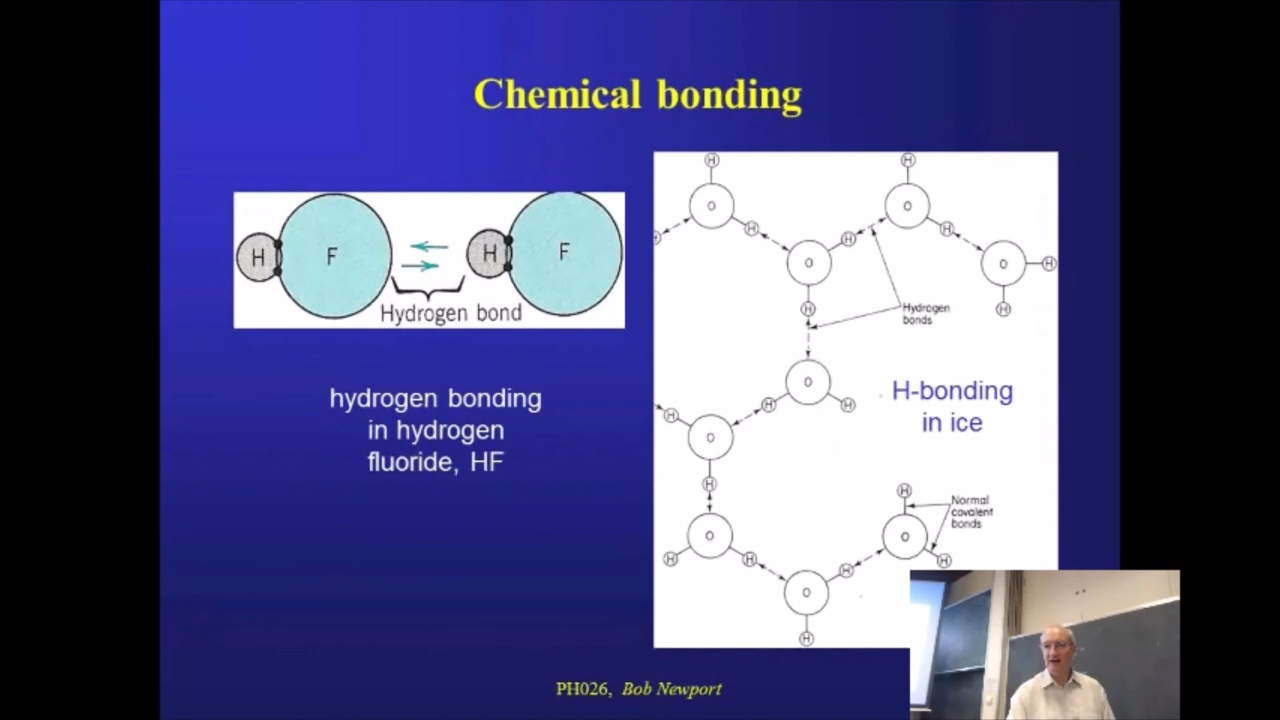 Chemical bonding
H F H F
Hydrogen bond
hydrogen bonding
in hydrogen
fluoride, HF
H H
O O
H H H
H O H O H
H H
Hydrogen
bonds
O
H H H
O
H
H
Normal
covalent
bonds
O O
H H H H
O
H
H-bonding
in ice
PH026, Bob Newport